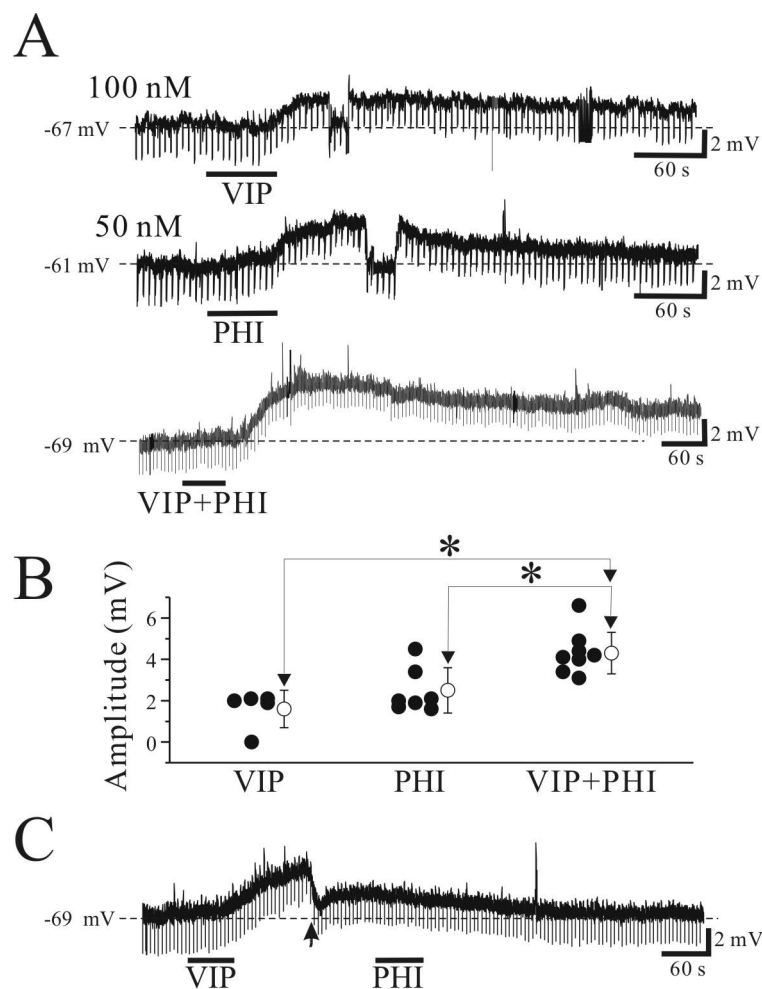 A
100 nM
-67 mV
2 mV
60 s
VIP
50 nM
-61 mV
2 mV
60 s
PHI
-69 mV
2 mV
60 s
VIP+PHI
B
* *
Amplitude (mV)
6
4
2
0
VIP PHI VIP+PHI
C
-69 mV
2 mV
VIP PHI 60 s